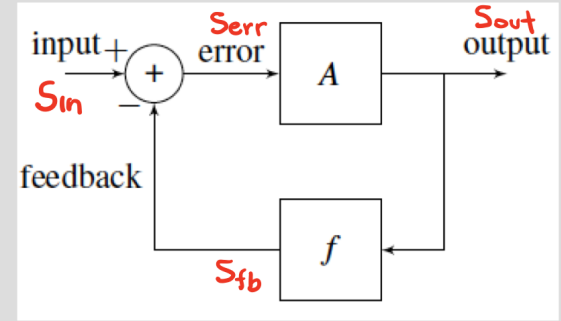 Serr
Sout
input +
error
output
+
A
Sin
−
feedback
f
Sfb